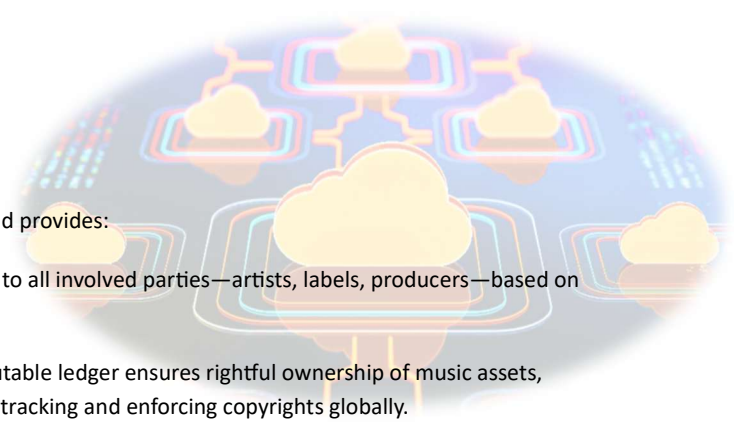 d provides:
to all involved parties—artists, labels, producers—based on
table ledger ensures rightful ownership of music assets,
tracking and enforcing copyrights globally.